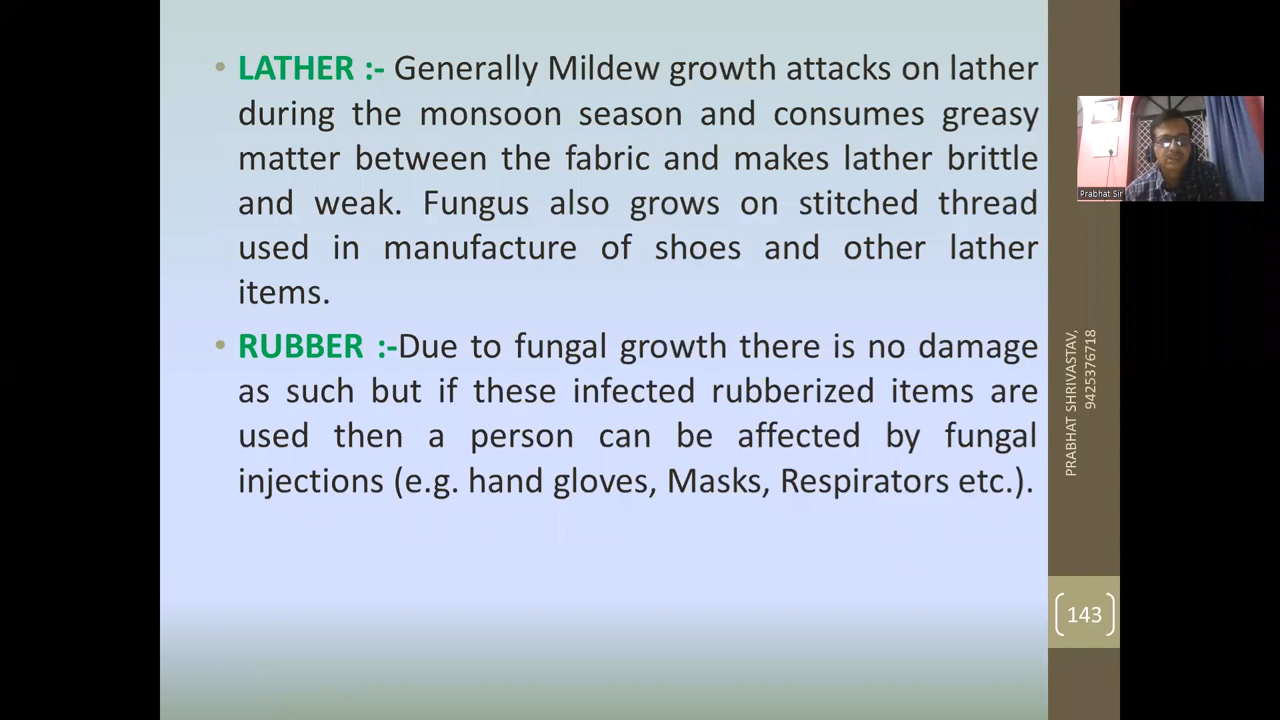 • LATHER :- Generally Mildew growth attacks on lather
during the monsoon season and consumes greasy
matter between the fabric and makes lather brittle
and weak. Fungus also grows on stitched thread
used in manufacture of shoes and other lather
items.
• RUBBER :-Due to fungal growth there is no damage
as such but if these infected rubberized items are
used then a person can be affected by fungal
injections (e.g. hand gloves, Masks, Respirators etc.).
Prabhat Sir
PRABHAT SHRIVASTAV,
9425376718
143